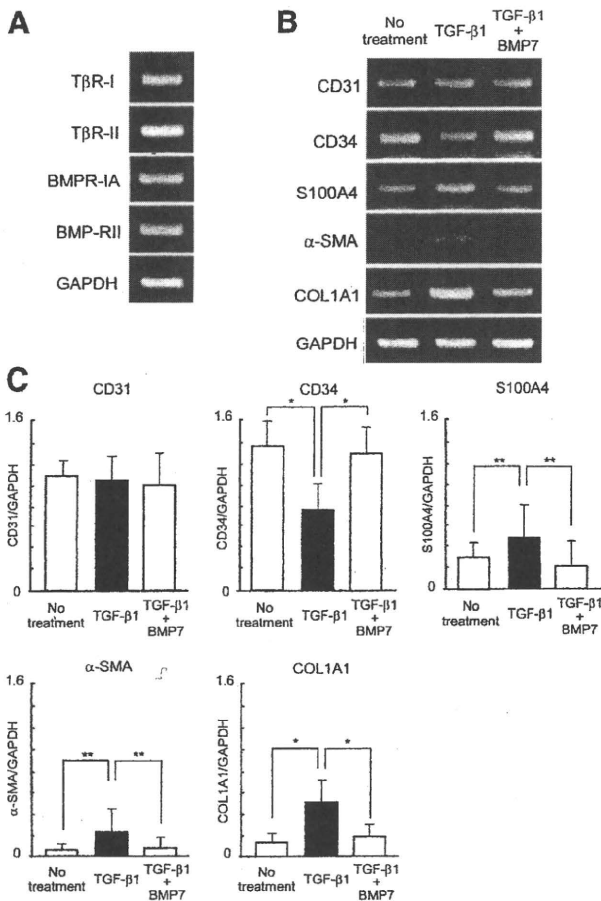 A
TβR-I
TβR-II
BMPR-IA
BMP-RII
GAPDH
B
No treatment TGF-β1 TGF-β1 + BMP7
CD31
CD34
S100A4
α-SMA
COL1A1
GAPDH
C
CD31
1.6
CD31/GAPDH
0
No treatment TGF-β1 TGF-β1 + BMP7
CD34
* *
1.6
CD34/GAPDH
0
No treatment TGF-β1 TGF-β1 + BMP7
S100A4
1.6
** **
S100A4/GAPDH
0
No treatment TGF-β1 TGF-β1 + BMP7
α-SMA
1.6
** **
α-SMA/GAPDH
0
No treatment TGF-β1 TGF-β1 + BMP7
COL1A1
1.6
* *
COL1A1/GAPDH
0
No treatment TGF-β1 TGF-β1 + BMP7